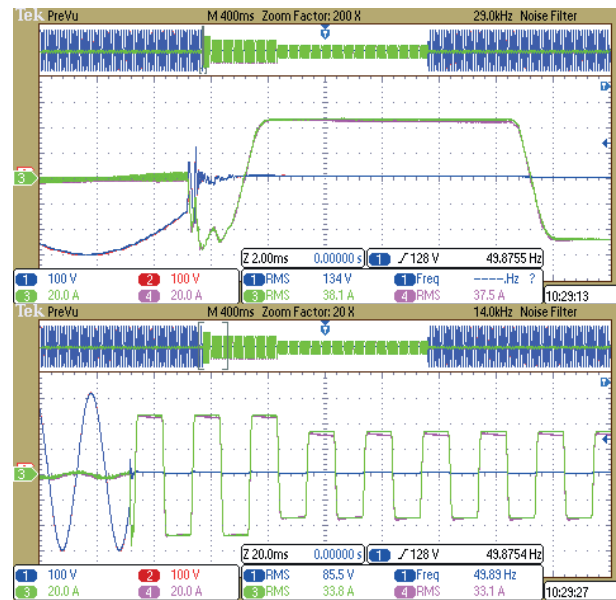 Tek PreVu M 400ms Zoom Factor: 200 X 29.0kHz Noise Filter
3
Z 2.00ms 0.00000 s 1 128 V 49.8755 Hz
1 100 V 2 100 V 1 RMS 134 V 1 Freq -----.Hz ?
3 20.0 A 4 20.0 A 3 RMS 38.1 A 4 RMS 37.5 A 10:29:13
Tek PreVu M 400ms Zoom Factor: 20 X 14.0kHz Noise Filter
3
Z 20.0ms 0.00000 s 1 128 V 49.8754 Hz
1 100 V 2 100 V 1 RMS 85.5 V 1 Freq 49.89 Hz
3 20.0 A 4 20.0 A 3 RMS 33.8 A 4 RMS 33.1 A 10:29:27